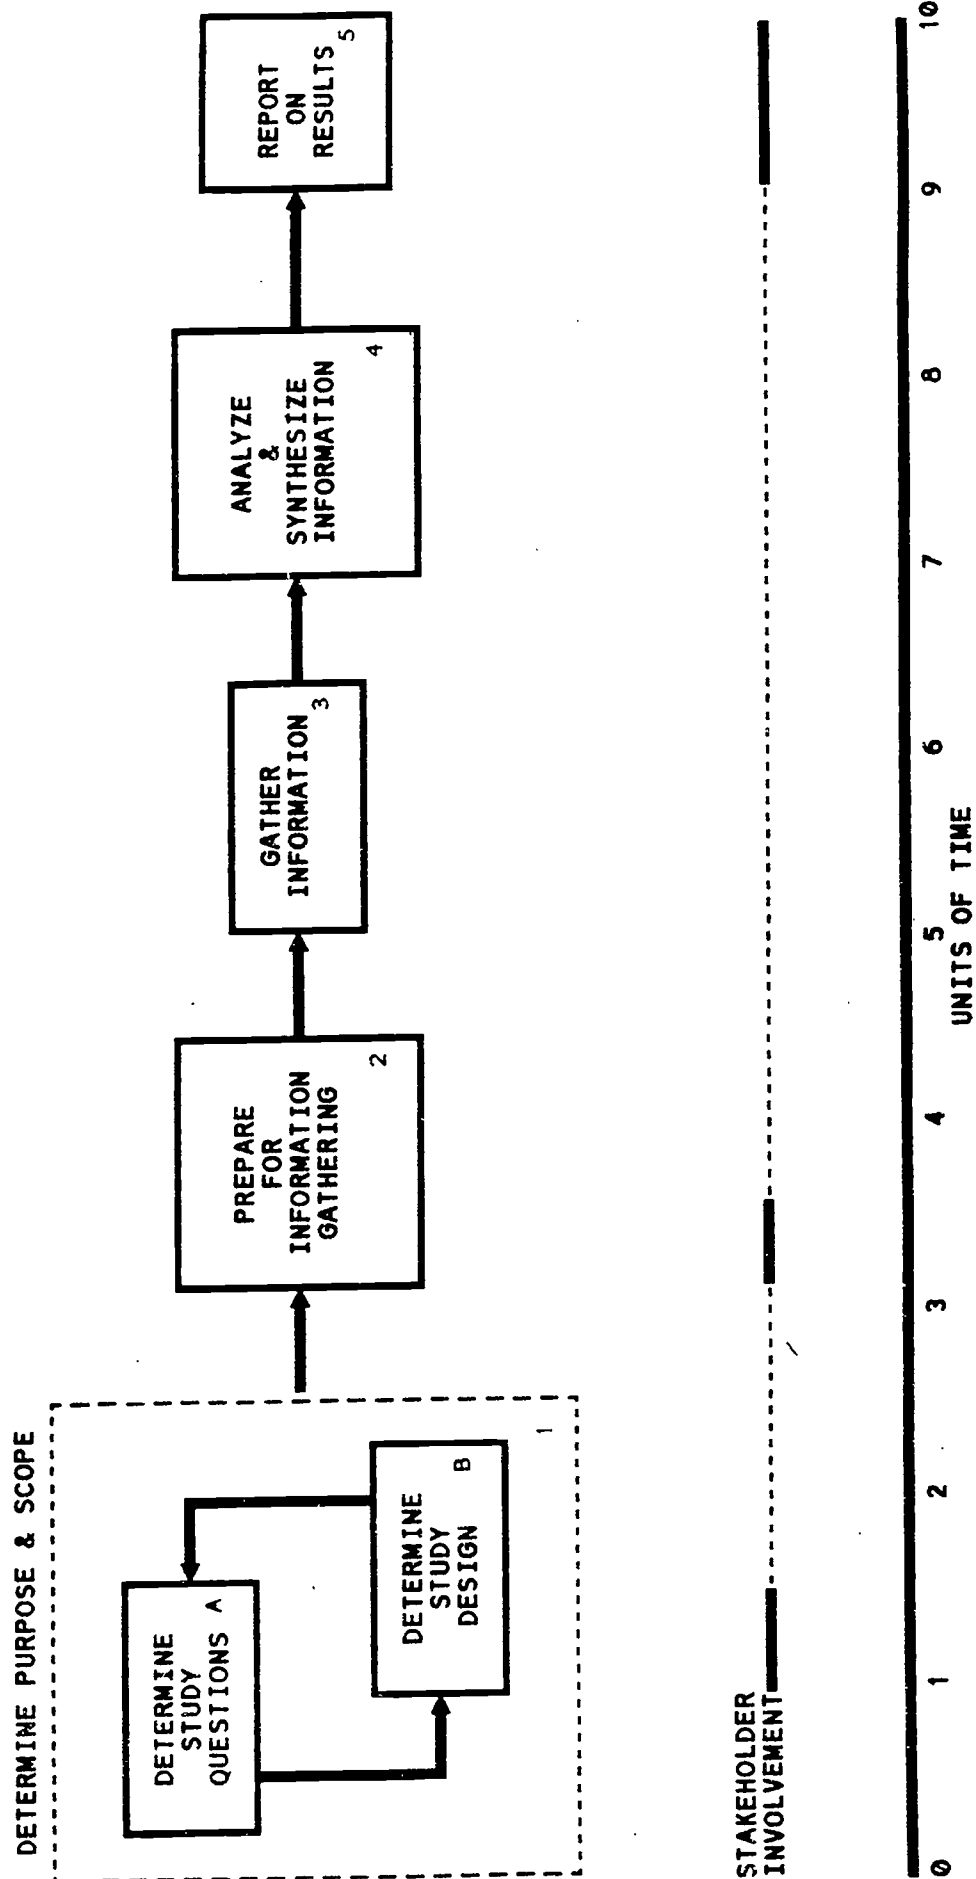 DETERMINE PURPOSE & SCOPE
DETERMINE
STUDY
QUESTIONS A
DETERMINE
STUDY
DESIGN
B
1
PREPARE
FOR
INFORMATION
GATHERING
2
GATHER
INFORMATION
3
ANALYZE
&
SYNTHESIZE
INFORMATION
4
REPORT
ON
RESULTS
5
STAKEHOLDER
INVOLVEMENT
0 1 2 3 4 5 6 7 8 9 10
UNITS OF TIME